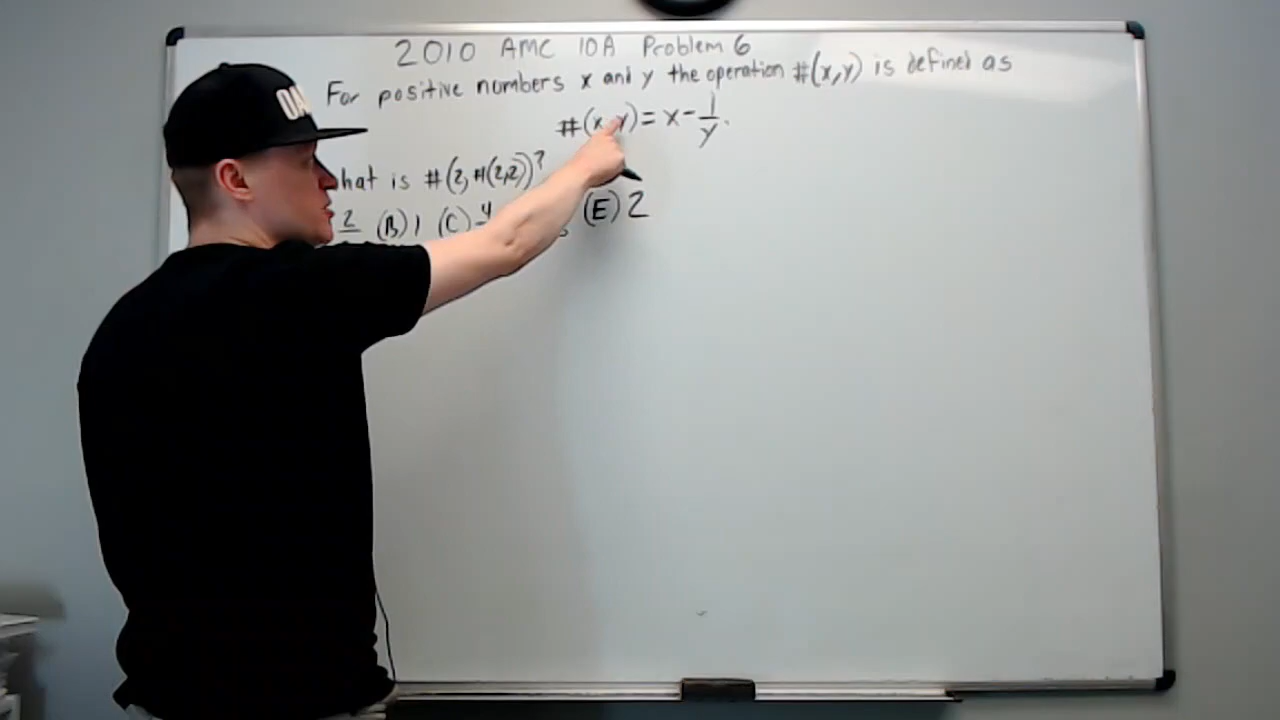 2010 AMC 10A Problem 6
For positive numbers x and y the operation #(x,y) is defined as
#(x,y) = x - 1/y.
hat is #(2,#(2,2))?
2 (B) 1 (C) 4 (E) 2